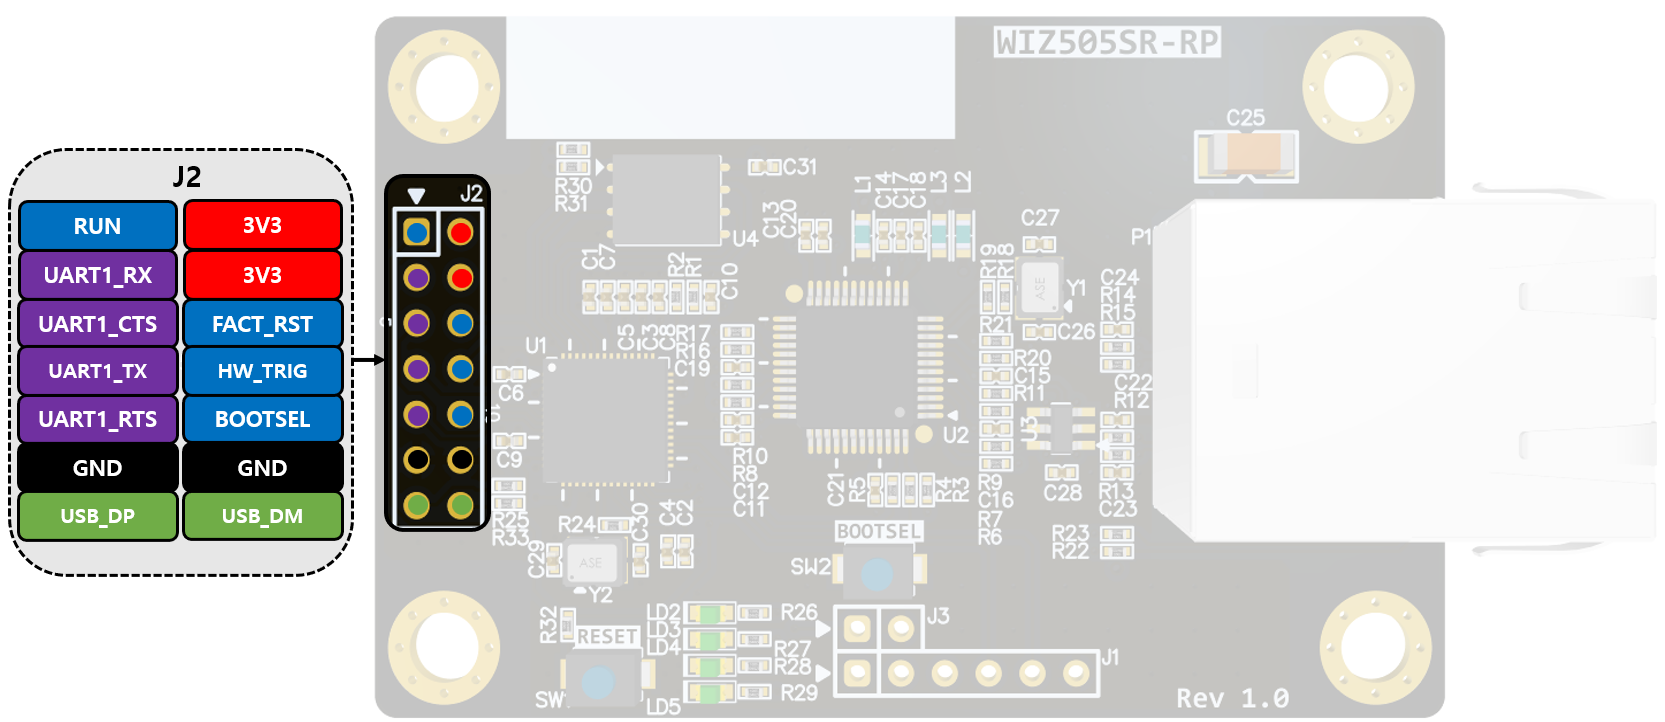 WIZ505SR-RP
C25
J2
RUN 3V3
UART1_RX 3V3
UART1_CTS FACT_RST
UART1_TX HW_TRIG
UART1_RTS BOOTSEL
GND GND
USB_DP USB_DM
J2
R30
R31
C31
U4
C13
C20
L1
C14
C17
C18
L3
L2
C27
P1
C1
C7
R2
R1
C10
R19
R18
ASE
Y1
C24
R14
R15
C26
U1
C5
C3
C8
R17
R16
C19
R21
R20
C15
R11
C22
R12
C6
U2
U3
C9
R10
R8
C12
C11
C21
R5
R4
R3
R9
C16
R7
R6
C28
R13
C23
R25
R33
R24
C30
C4
C2
BOOTSEL
SW2
R23
R22
C29
ASE
Y2
R32
RESET
LD2
LD3
LD4
LD5
R26
R27
R28
R29
J3
J1
Rev 1.0